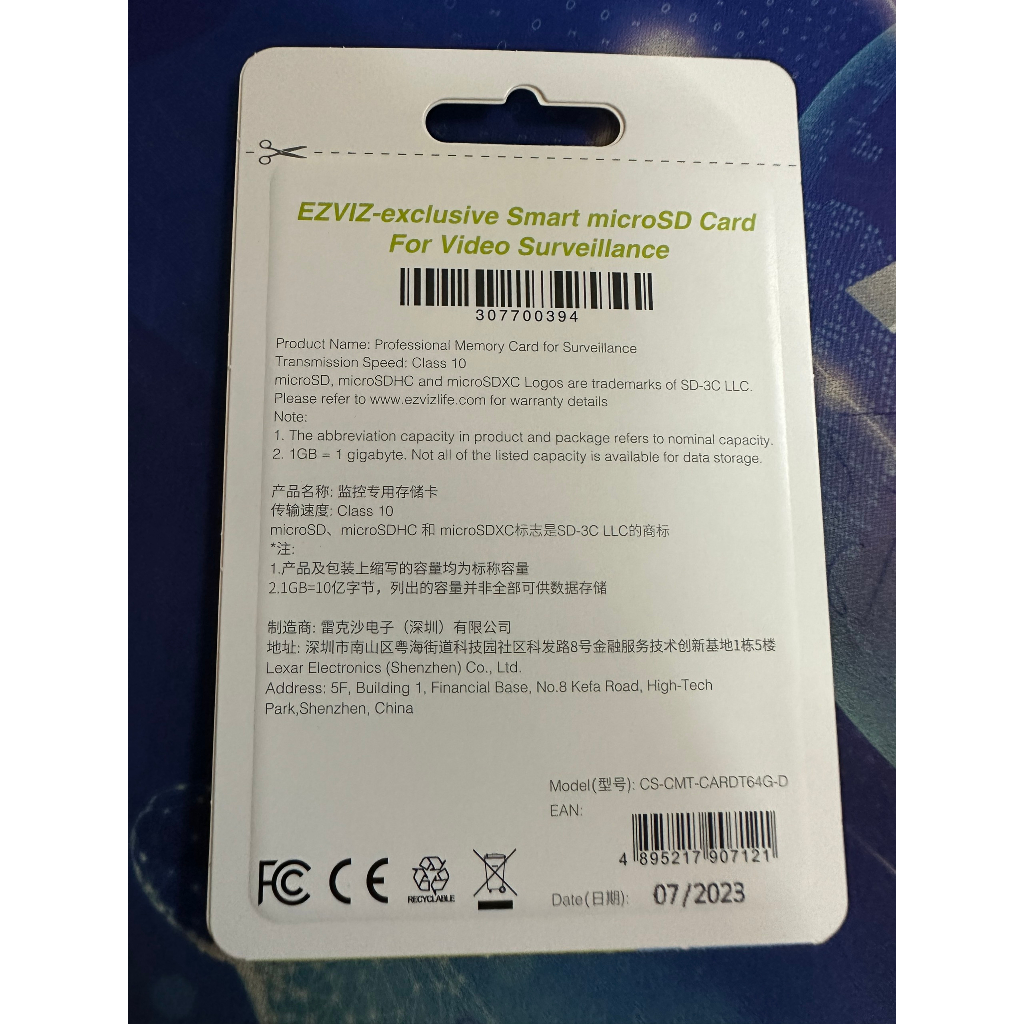 EZVIZ-exclusive Smart microSD Card
For Video Surveillance
307700394
Product Name: Professional Memory Card for Surveillance
Transmission Speed: Class 10
microSD, microSDHC and microSDXC Logos are trademarks of SD-3C LLC.
Please refer to www.ezvizlife.com for warranty details
Note:
1. The abbreviation capacity in product and package refers to nominal capacity.
2. 1GB = 1 gigabyte. Not all of the listed capacity is available for data storage.
产品名称: 监控专用存储卡
传输速度: Class 10
microSD、microSDHC 和 microSDXC标志是SD-3C LLC的商标
*注:
1.产品及包装上缩写的容量均为标称容量
2.1GB=10亿字节，列出的容量并非全部可供数据存储
制造商: 雷克沙电子（深圳）有限公司
地址: 深圳市南山区粤海街道科技园社区科发路8号金融服务技术创新基地1栋5楼
Lexar Electronics (Shenzhen) Co., Ltd.
Address: 5F, Building 1, Financial Base, No.8 Kefa Road, High-Tech
Park,Shenzhen, China
Model(型号): CS-CMT-CARDT64G-D
EAN:
4 895217 907121
FC CE RECYCLABLE
Date(日期): 07/2023